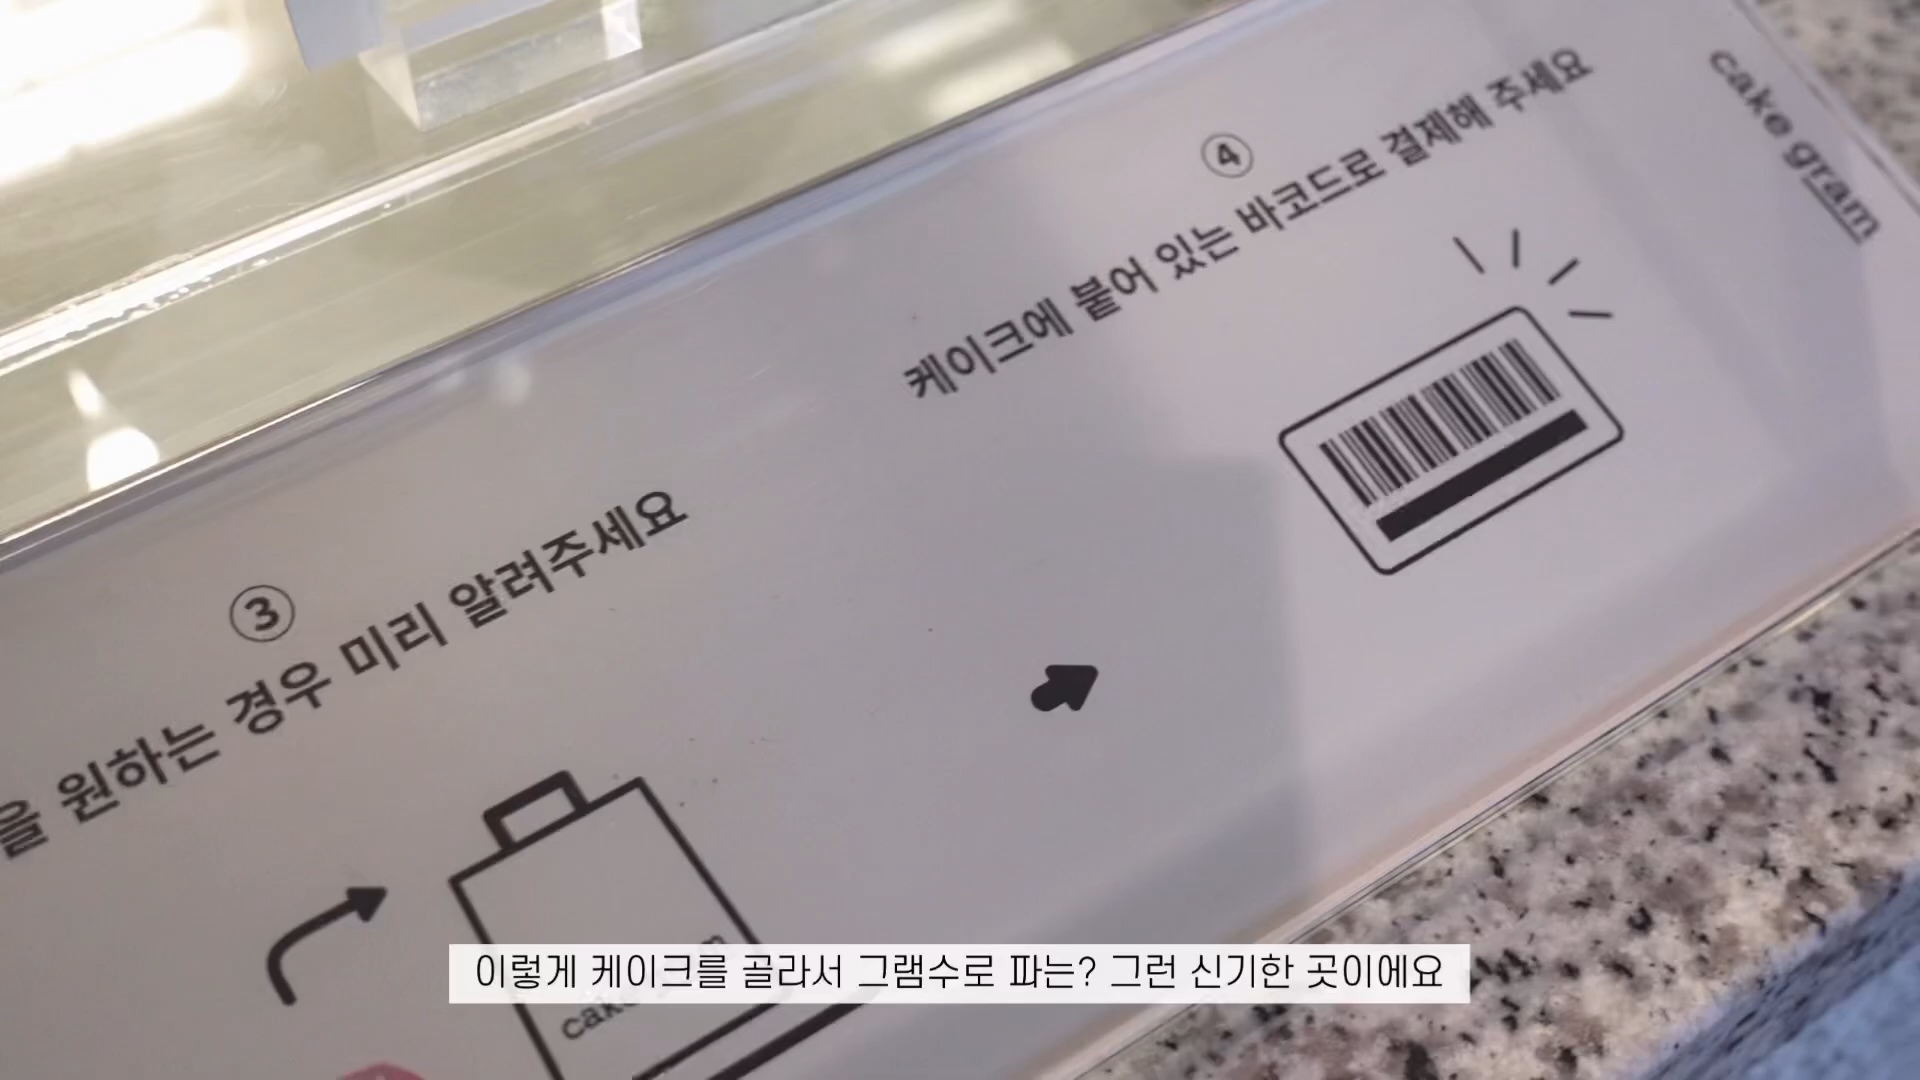 ③
을 원하는 경우 미리 알려주세요
④
케이크에 붙어 있는 바코드로 결제해 주세요
cake gram
이렇게 케이크를 골라서 그램수로 파는? 그런 신기한 곳이에요